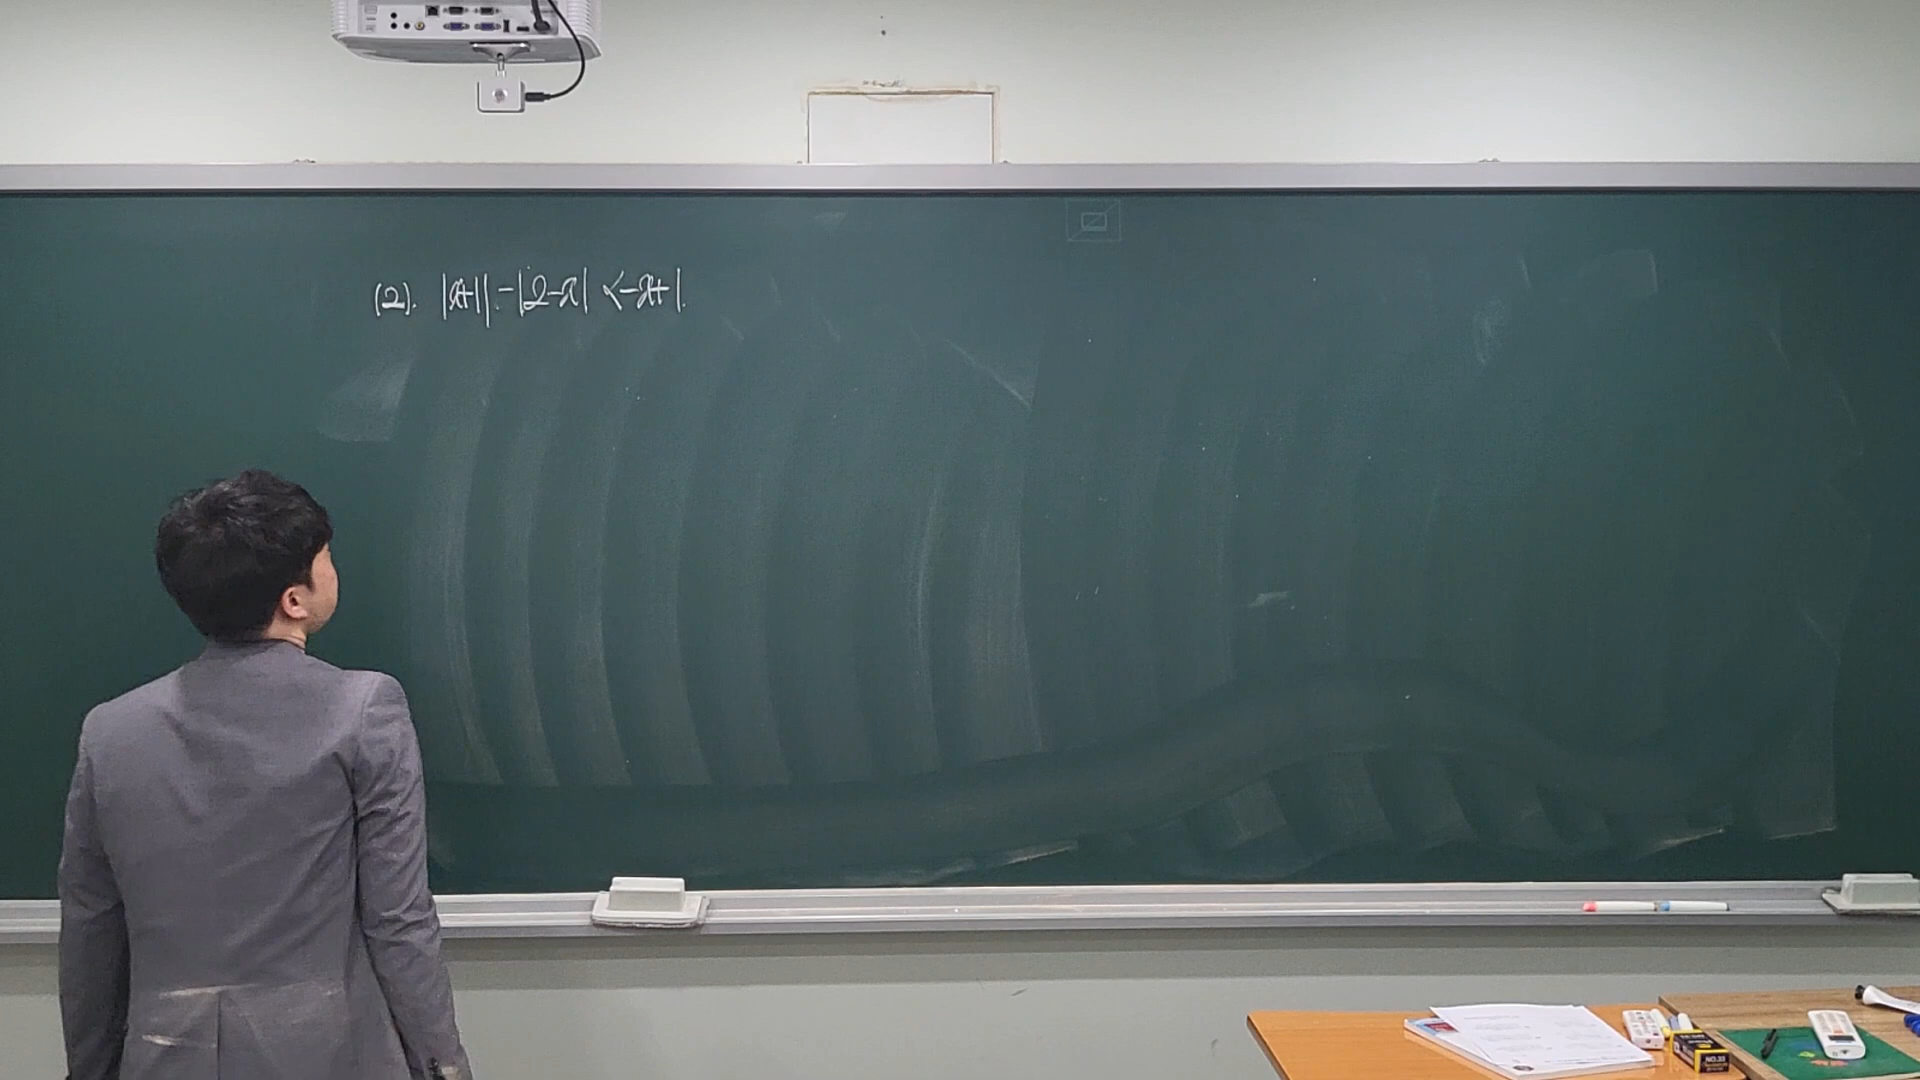 (2). |x+1|-|2-x| <-x+1.